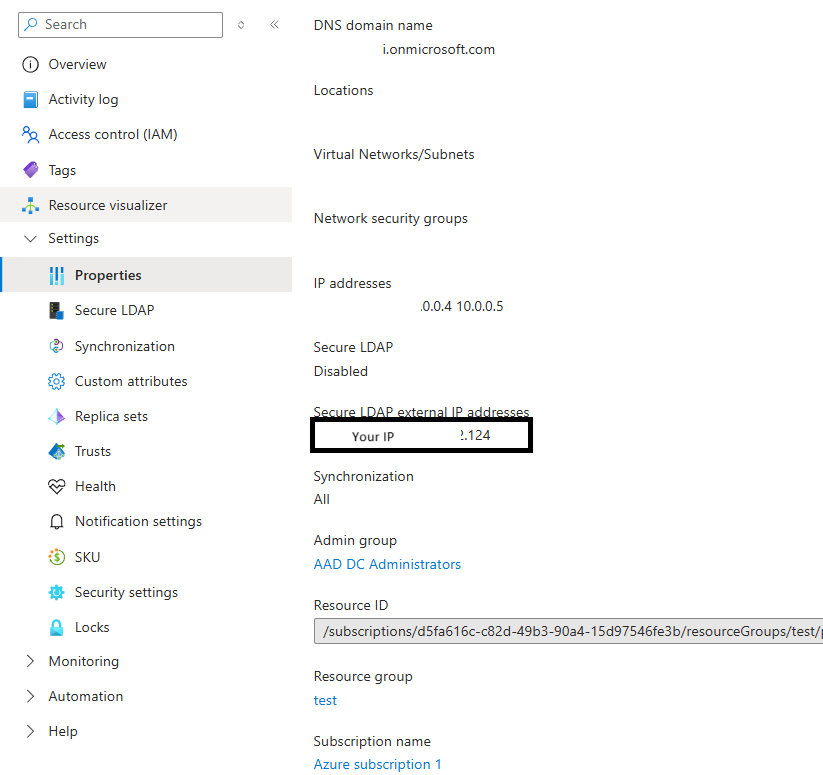 Search
Overview
Activity log
Access control (IAM)
Tags
Resource visualizer
Settings
Properties
Secure LDAP
Synchronization
Custom attributes
Replica sets
Trusts
Health
Notification settings
SKU
Security settings
Locks
Monitoring
Automation
Help
DNS domain name
i.onmicrosoft.com
Locations
Virtual Networks/Subnets
Network security groups
IP addresses
.0.0.4 10.0.0.5
Secure LDAP
Disabled
Secure LDAP external IP addresses
Your IP 2.124
Synchronization
All
Admin group
AAD DC Administrators
Resource ID
/subscriptions/d5fa616c-c82d-49b3-90a4-15d97546fe3b/resourceGroups/test/
Resource group
test
Subscription name
Azure subscription 1